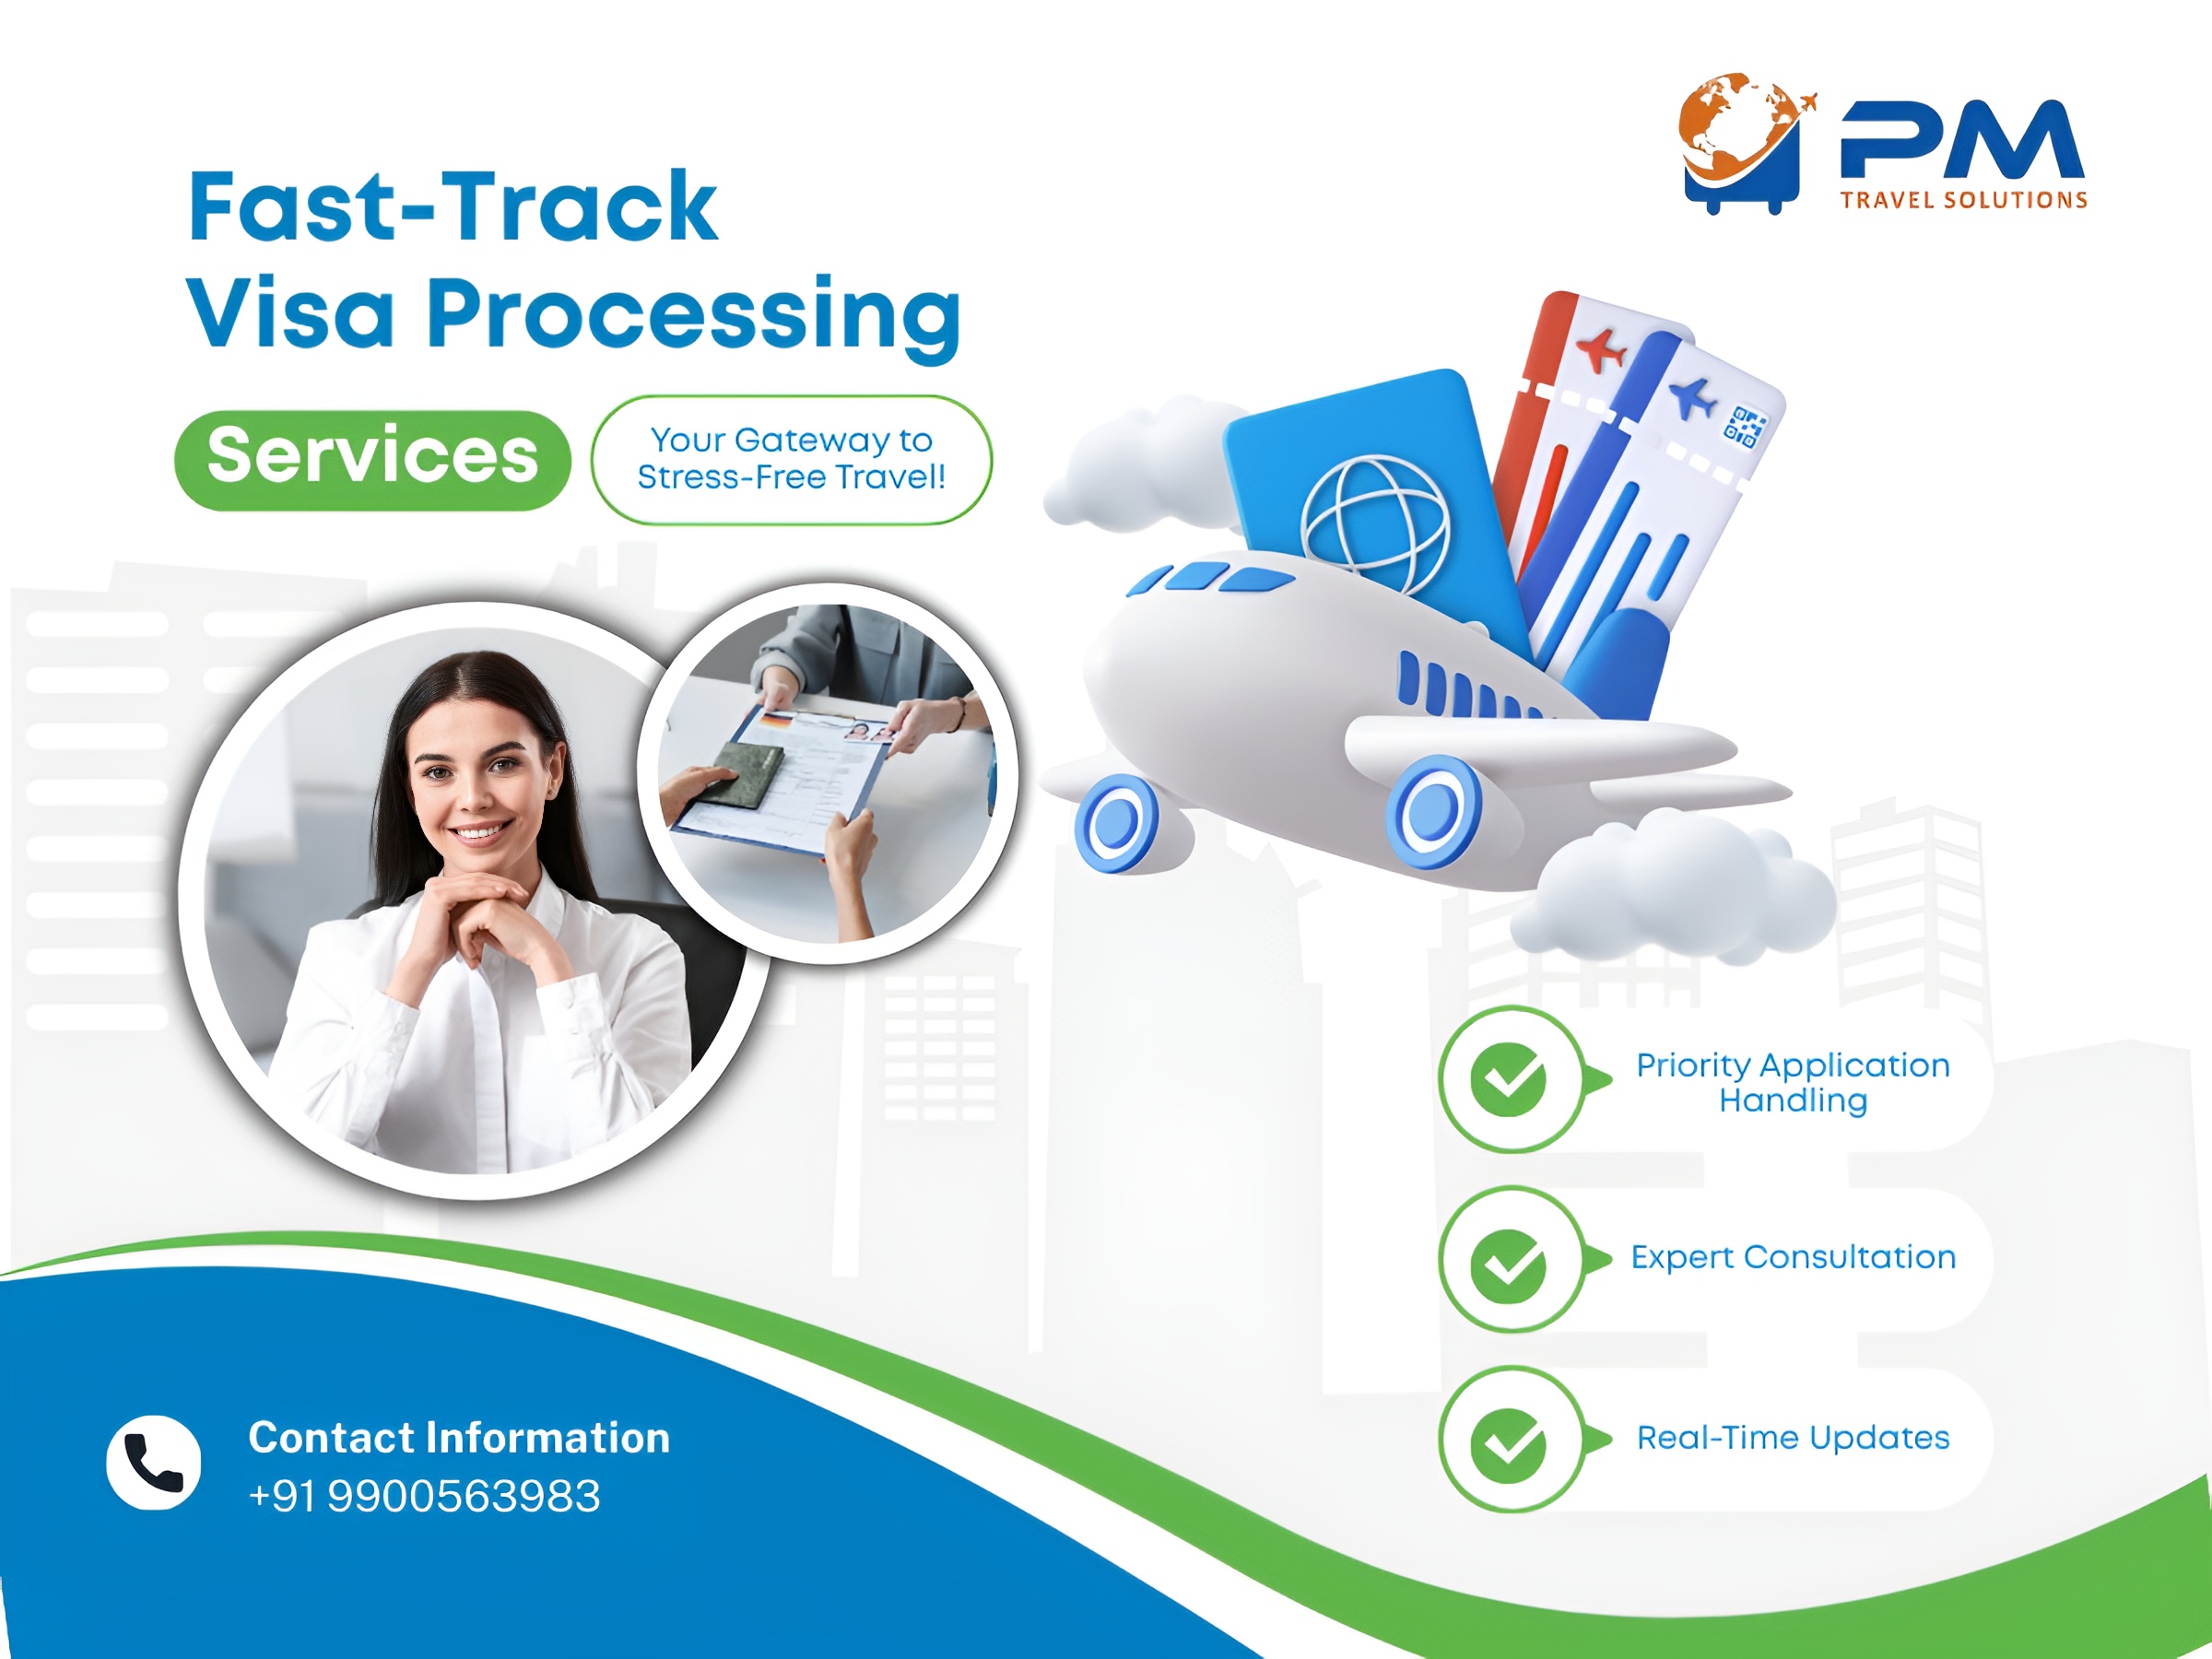 PM
TRAVEL SOLUTIONS
Fast-Track
Visa Processing
Services
Your Gateway to
Stress-Free Travel!
Priority Application
Handling
Expert Consultation
Real-Time Updates
Contact Information
+91 9900563983